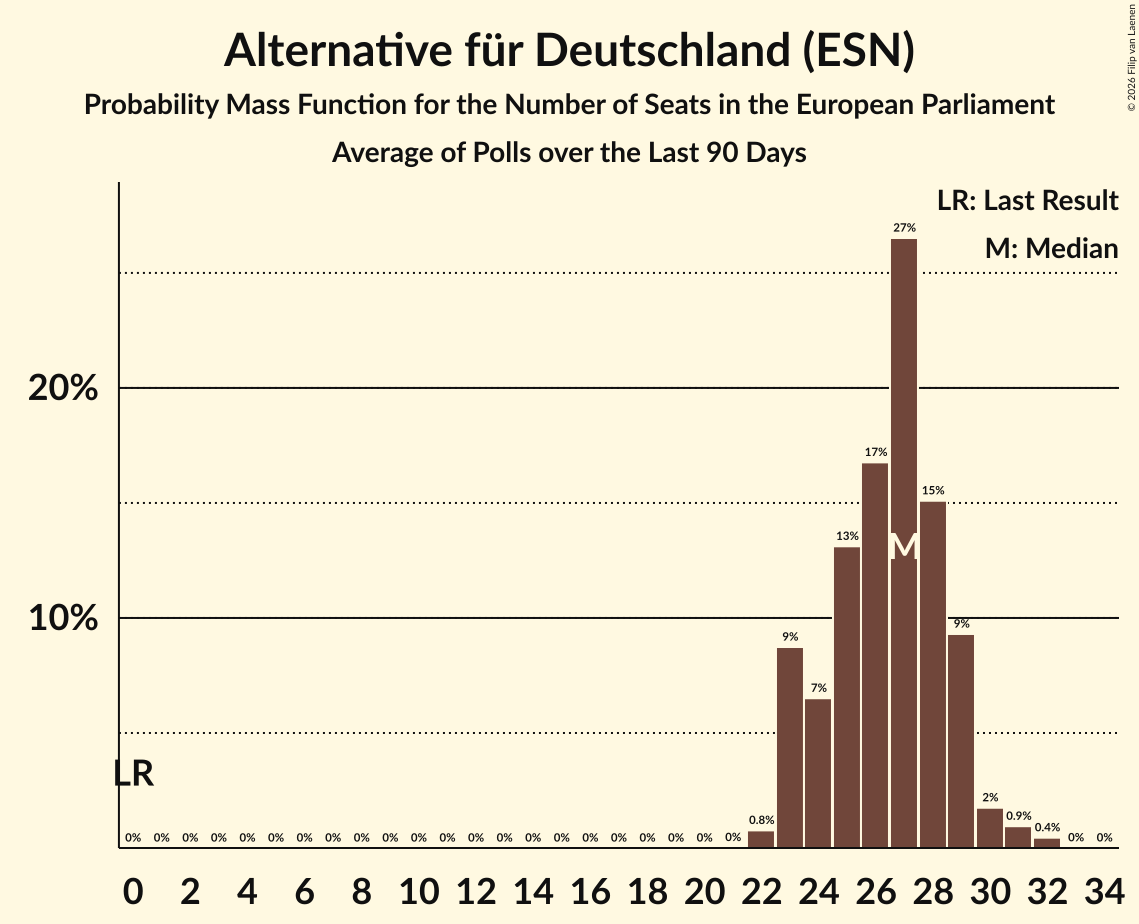 Alternative für Deutschland (ESN)
Probability Mass Function for the Number of Seats in the European Parliament
Average of Polls over the Last 90 Days
© 2026 Filip van Laenen
LR: Last Result
M: Median
27%
20%
17%
15%
13%
M
10%
9%
9%
7%
LR
2%
0.8%
0.9%
0.4%
0% 0% 0% 0% 0% 0% 0% 0% 0% 0% 0% 0% 0% 0% 0% 0% 0% 0% 0% 0% 0% 0% 0% 0%
0 2 4 6 8 10 12 14 16 18 20 22 24 26 28 30 32 34